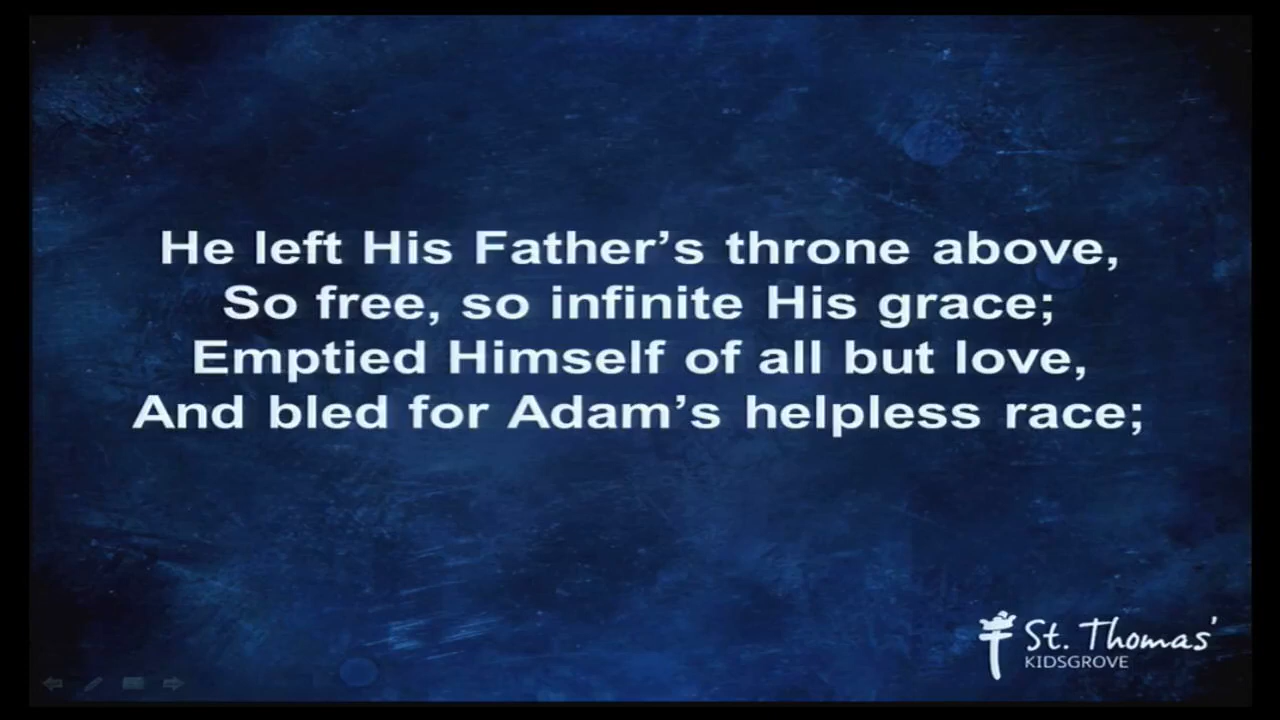 He left His Father’s throne above,
So free, so infinite His grace;
Emptied Himself of all but love,
And bled for Adam’s helpless race;
St. Thomas'
KIDSGROVE